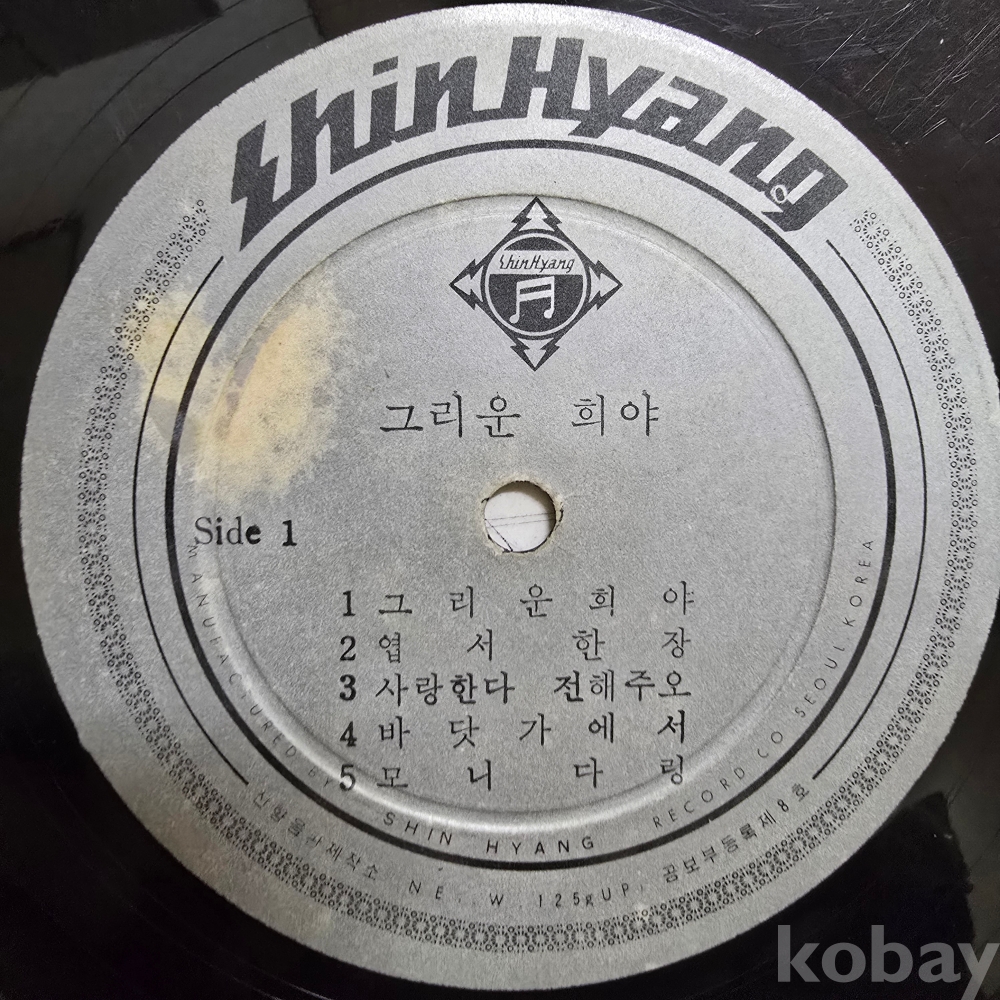 ShinHyang
ShinHyang
그리운 희야
Side 1
1 그리운희야
2 엽서한장
3 사랑한다 전해주오
4 바닷가에서
5 모니다링
MANUFACSURED BY SHIN HYANG RECORD CO SEOUL KOREA
신향음반제작소 NE.. W. 125gUP. 공보부등록제8호
kobay